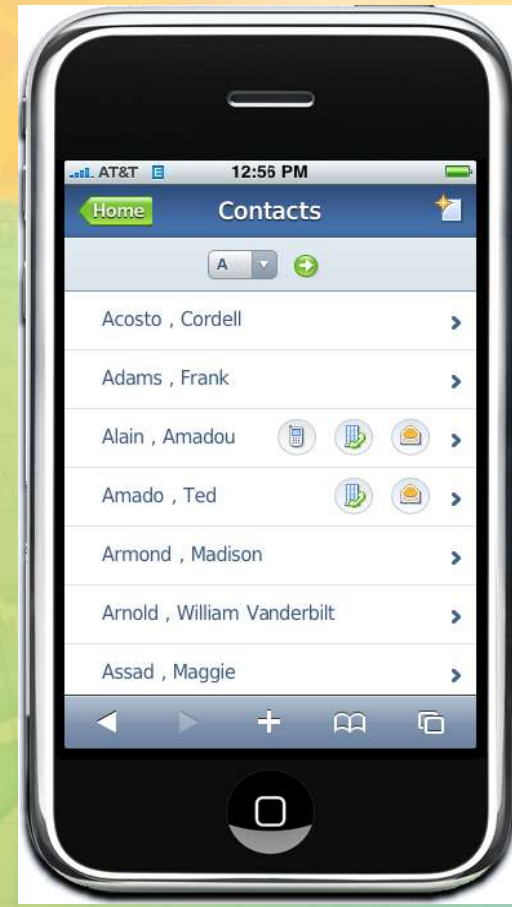 AT&T E 12:56 PM
Home Contacts
A
Acosto , Cordell
Adams , Frank
Alain , Amadou
Amado , Ted
Armond , Madison
Arnold , William Vanderbilt
Assad , Maggie